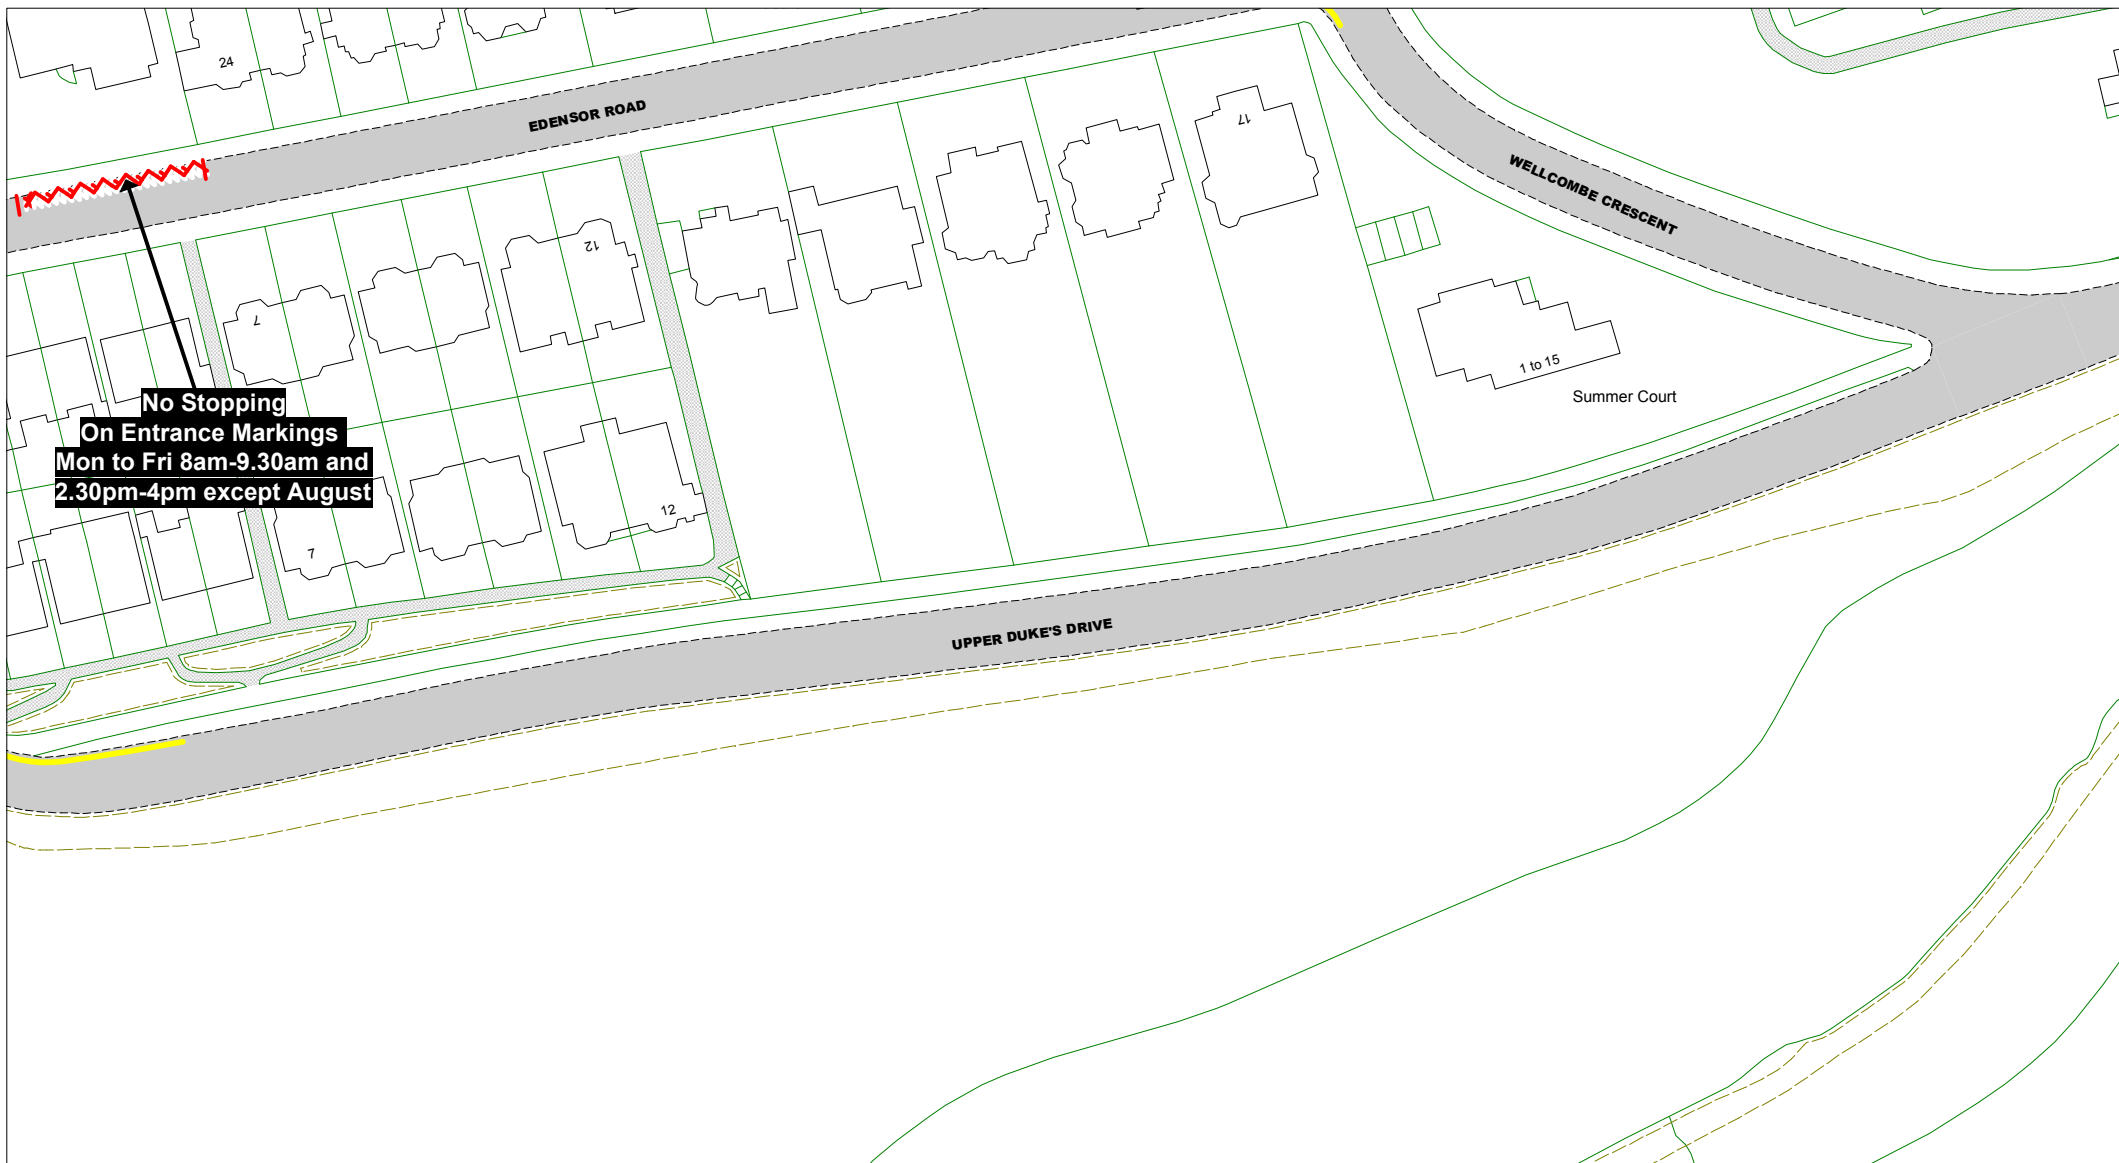 24
EDENSOR ROAD
17
WELLCOMBE CRESCENT
12
7
1 to 15
Summer Court
No Stopping
On Entrance Markings
Mon to Fri 8am-9.30am and
2.30pm-4pm except August
12
7
UPPER DUKE'S DRIVE